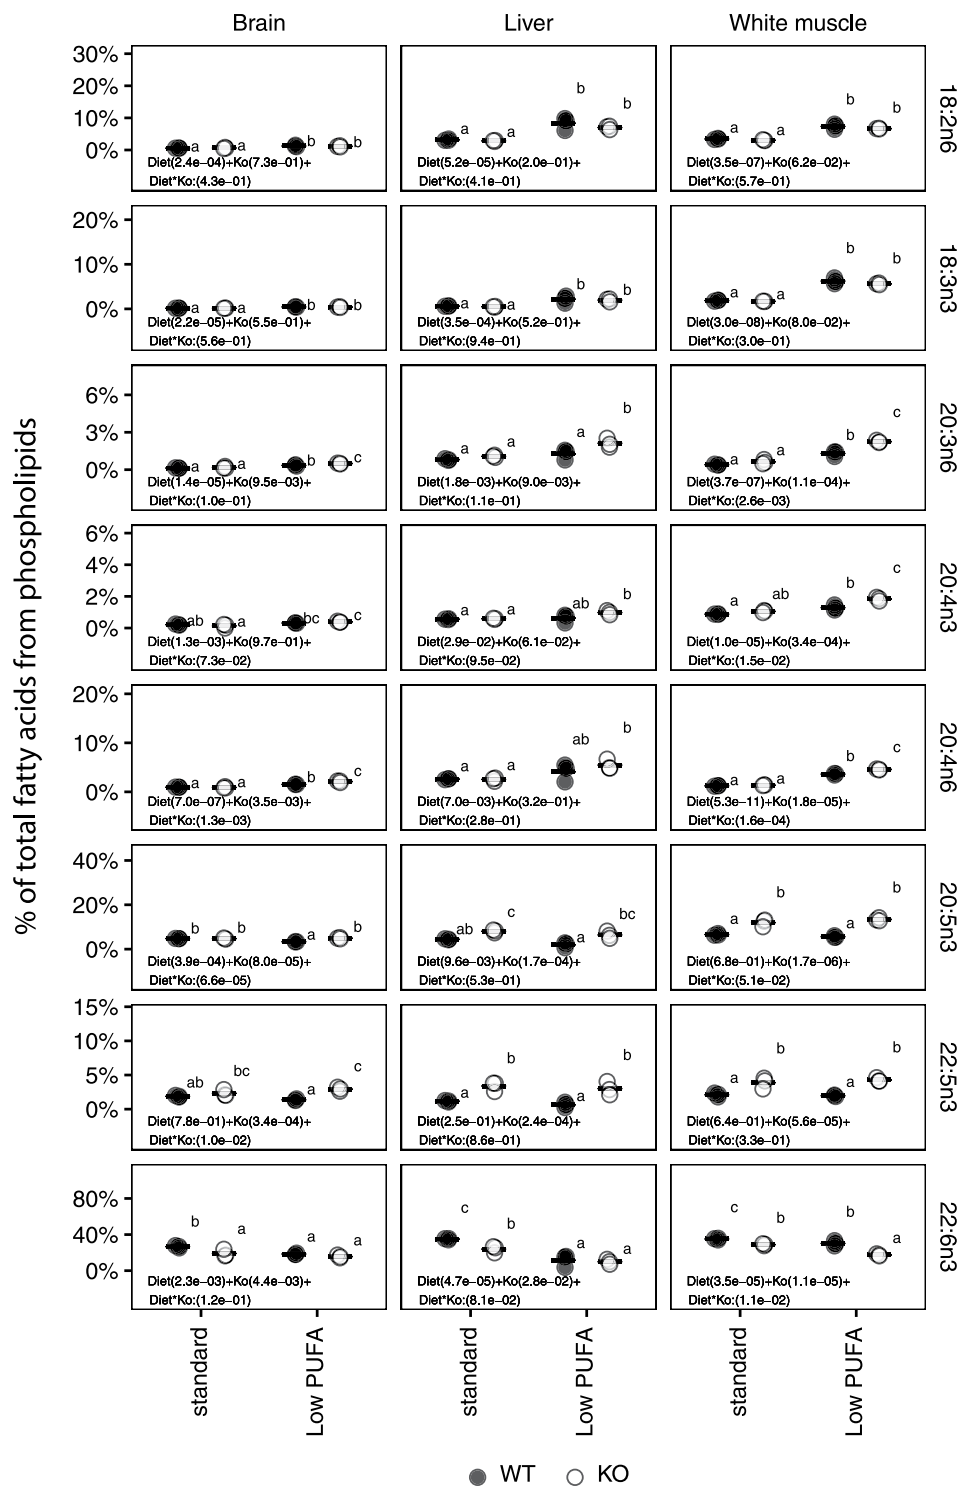 Brain Liver White muscle
% of total fatty acids from phospholipids
30%
20%
10%
0%
a a b b
Diet(2.4e−04)+Ko(7.3e−01)+
Diet*Ko:(4.3e−01)
a a b b
Diet(5.2e−05)+Ko(2.0e−01)+
Diet*Ko:(4.1e−01)
a a b b
Diet(3.5e−07)+Ko(6.2e−02)+
Diet*Ko:(5.7e−01)
18:2n6
20%
10%
0%
a a b b
Diet(2.2e−05)+Ko(5.5e−01)+
Diet*Ko:(5.6e−01)
a a b b
Diet(3.5e−04)+Ko(5.2e−01)+
Diet*Ko:(9.4e−01)
a a b b
Diet(3.0e−08)+Ko(8.0e−02)+
Diet*Ko:(3.0e−01)
18:3n3
6%
3%
0%
a a b c
Diet(1.4e−05)+Ko(9.5e−03)+
Diet*Ko:(1.0e−01)
a a a b
Diet(1.8e−03)+Ko(9.0e−03)+
Diet*Ko:(1.1e−01)
a a b c
Diet(3.7e−07)+Ko(1.1e−04)+
Diet*Ko:(2.6e−03)
20:3n6
6%
4%
2%
0%
ab a bc c
Diet(1.3e−03)+Ko(9.7e−01)+
Diet*Ko:(7.3e−02)
a a ab b
Diet(2.9e−02)+Ko(6.1e−02)+
Diet*Ko:(9.5e−02)
a ab b c
Diet(1.0e−05)+Ko(3.4e−04)+
Diet*Ko:(1.5e−02)
20:4n3
20%
10%
0%
a a b c
Diet(7.0e−07)+Ko(3.5e−03)+
Diet*Ko:(1.3e−03)
a a ab b
Diet(7.0e−03)+Ko(3.2e−01)+
Diet*Ko:(2.8e−01)
a a b c
Diet(5.3e−11)+Ko(1.8e−05)+
Diet*Ko:(1.6e−04)
20:4n6
40%
20%
0%
b b a b
Diet(3.9e−04)+Ko(8.0e−05)+
Diet*Ko:(6.6e−05)
ab c a bc
Diet(9.6e−03)+Ko(1.7e−04)+
Diet*Ko:(5.3e−01)
a b a b
Diet(6.8e−01)+Ko(1.7e−06)+
Diet*Ko:(5.1e−02)
20:5n3
15%
10%
5%
0%
ab bc a c
Diet(7.8e−01)+Ko(3.4e−04)+
Diet*Ko:(1.0e−02)
a b a b
Diet(2.5e−01)+Ko(2.4e−04)+
Diet*Ko:(8.6e−01)
a b a b
Diet(6.4e−01)+Ko(5.6e−05)+
Diet*Ko:(3.3e−01)
22:5n3
80%
40%
0%
b a a a
Diet(2.3e−03)+Ko(4.4e−03)+
Diet*Ko:(1.2e−01)
c b a a
Diet(4.7e−05)+Ko(2.8e−02)+
Diet*Ko:(8.1e−02)
c b b a
Diet(3.5e−05)+Ko(1.1e−05)+
Diet*Ko:(1.1e−02)
22:6n3
standard
Low PUFA
standard
Low PUFA
standard
Low PUFA
WT KO